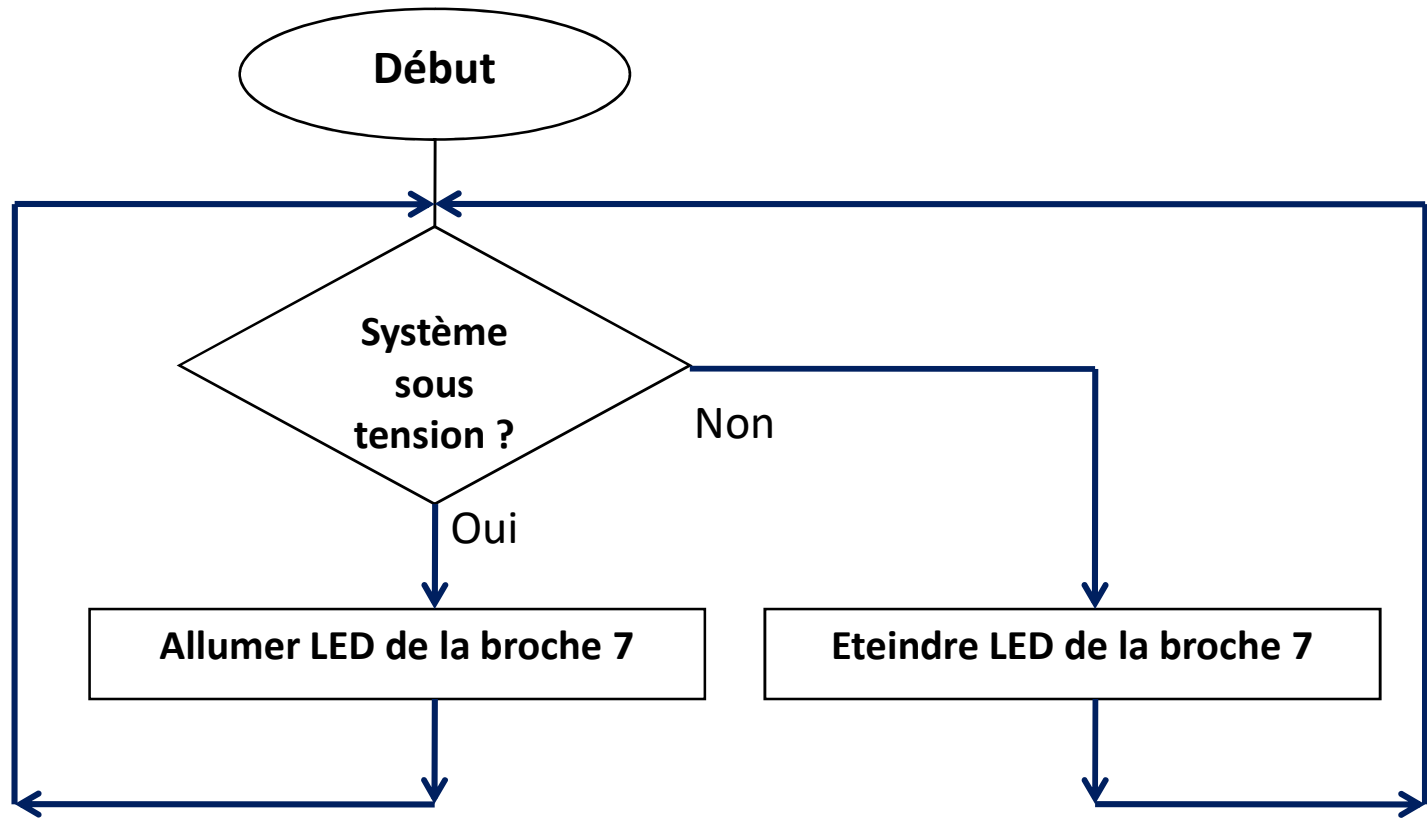 Début
Système
sous
tension ?
Non
Oui
Allumer LED de la broche 7
Eteindre LED de la broche 7